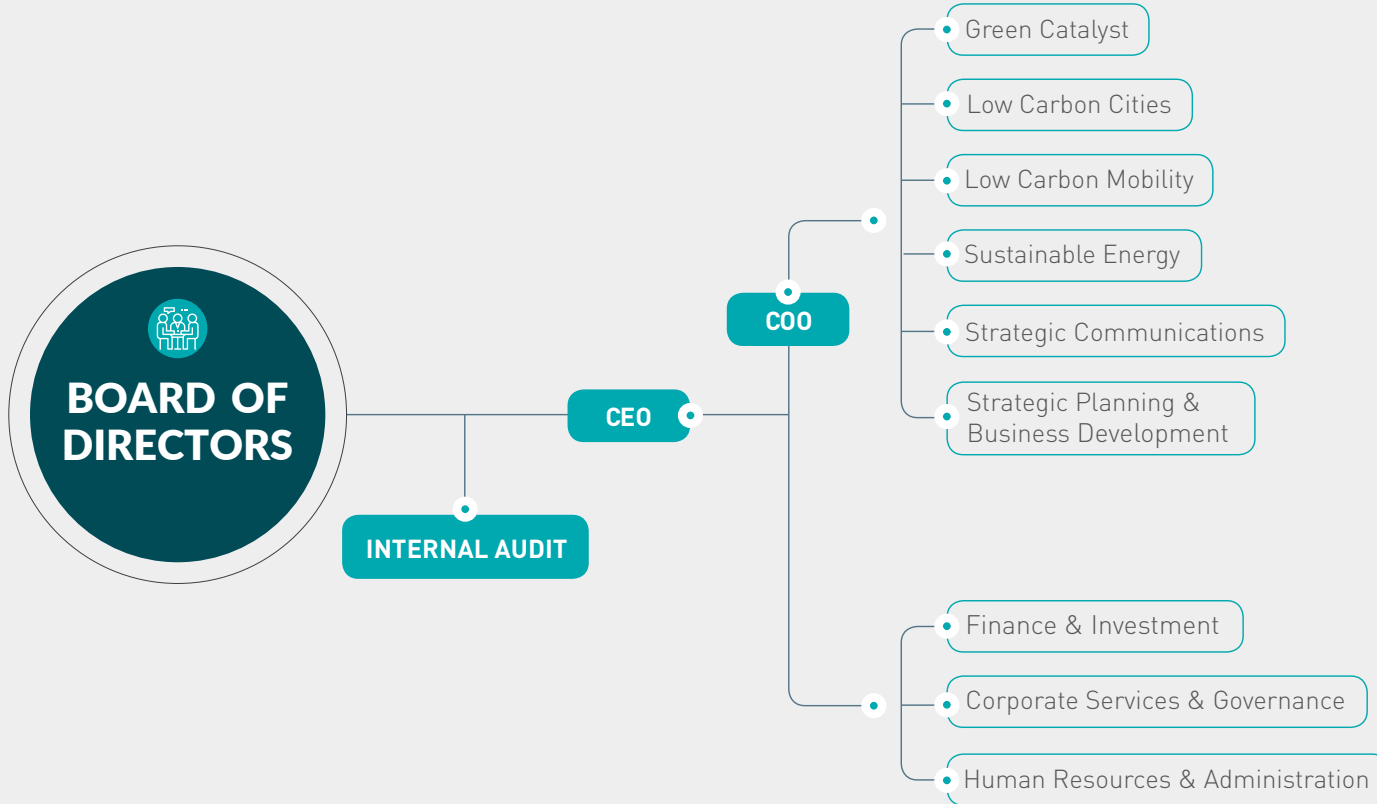 BOARD OF
DIRECTORS
INTERNAL AUDIT
CEO
COO
Green Catalyst
Low Carbon Cities
Low Carbon Mobility
Sustainable Energy
Strategic Communications
Strategic Planning &
Business Development
Finance & Investment
Corporate Services & Governance
Human Resources & Administration